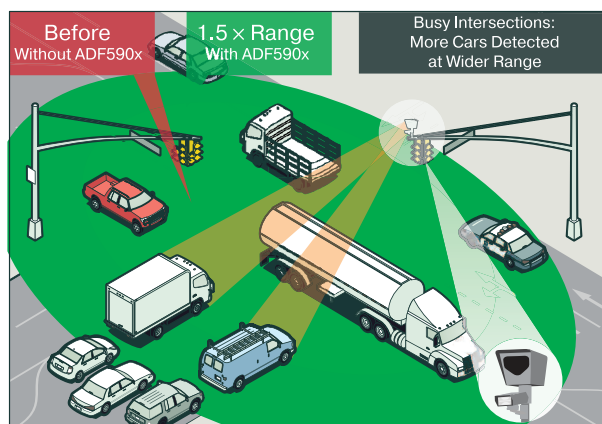 Before
Without ADF590x
1.5 × Range
With ADF590x
Busy Intersections:
More Cars Detected
at Wider Range